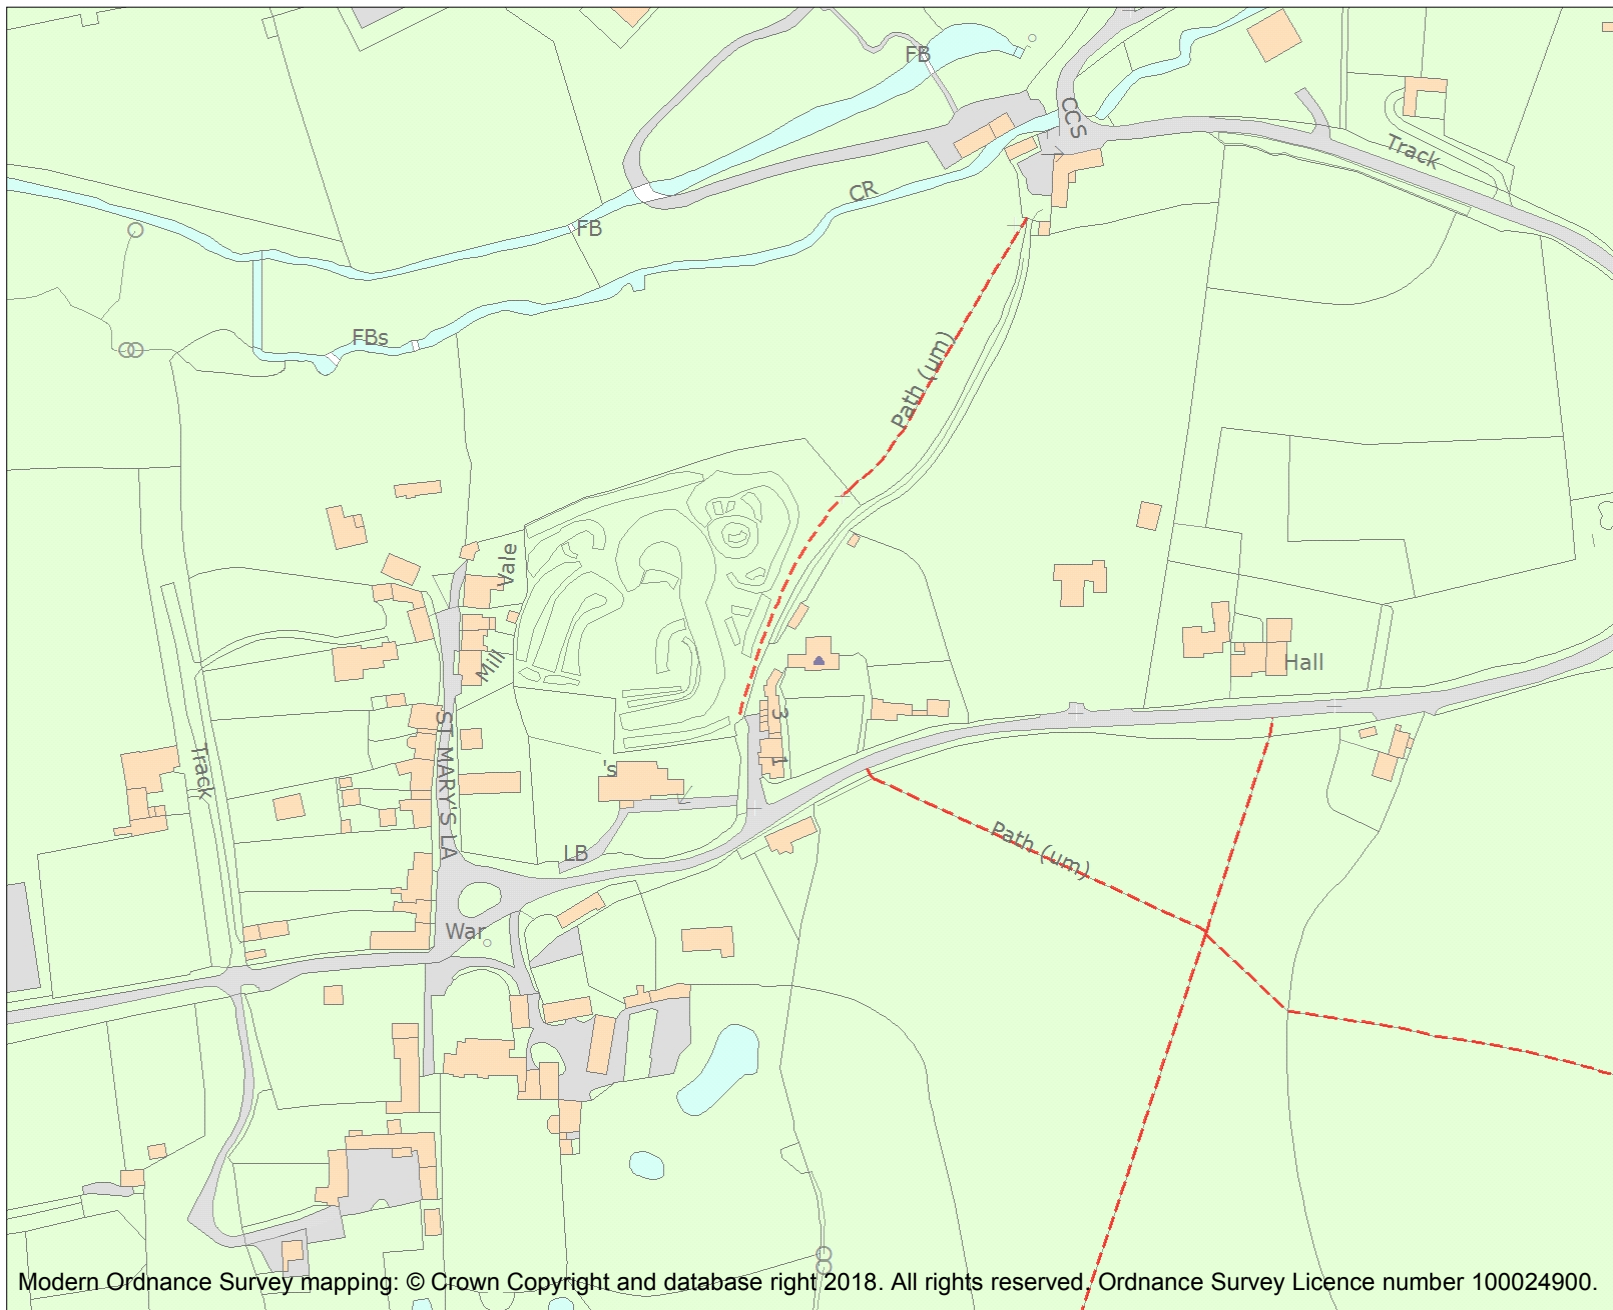 FB
CCS
Track
CR
FB
FBs
Path (um)
Vale
Mill
Hall
ST MARY'S LA
Track
3
1
's
Path (um)
LB
War
Modern Ordnance Survey mapping: © Crown Copyright and database right 2018. All rights reserved. Ordnance Survey Licence number 100024900.